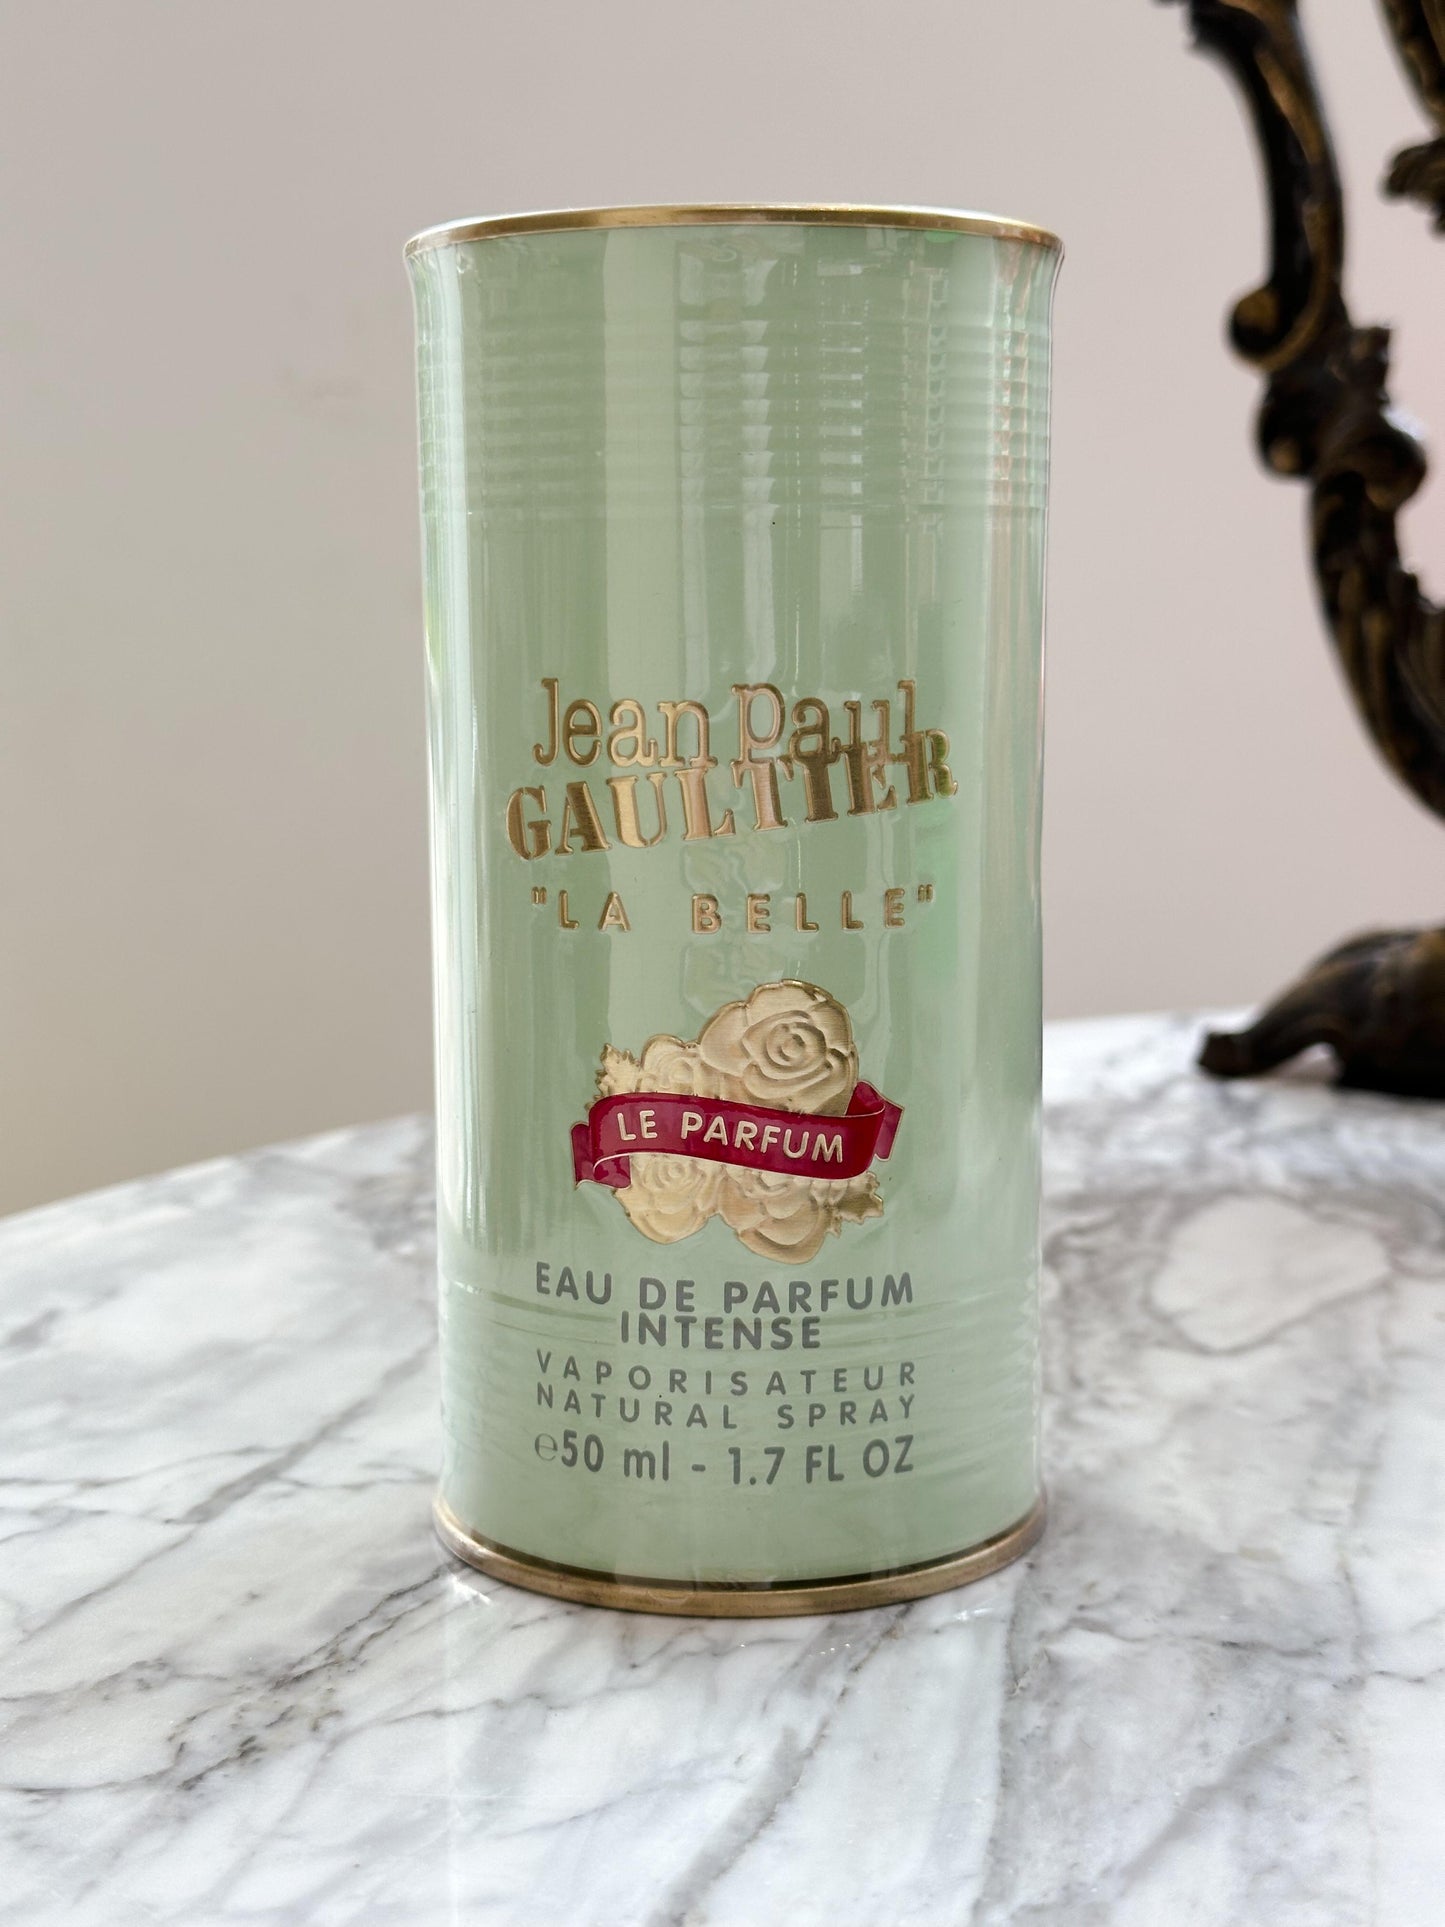 Jean Paul
GAULTIER
"LA BELLE"
LE PARFUM
EAU DE PARFUM
INTENSE
VAPORISATEUR
NATURAL SPRAY
℮50 ml - 1.7 FL OZ